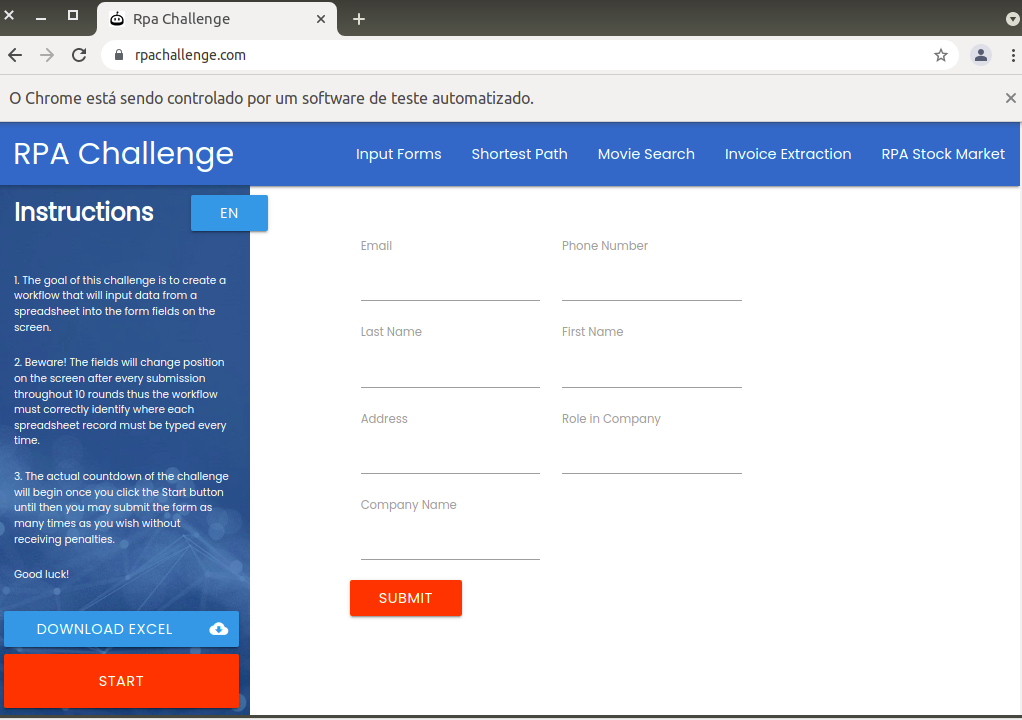 Rpa Challenge
rpachallenge.com
O Chrome está sendo controlado por um software de teste automatizado.
RPA Challenge
Input Forms
Shortest Path
Movie Search
Invoice Extraction
RPA Stock Market
Instructions
EN
1. The goal of this challenge is to create a
workflow that will input data from a
spreadsheet into the form fields on the
screen.
2. Beware! The fields will change position
on the screen after every submission
throughout 10 rounds thus the workflow
must correctly identify where each
spreadsheet record must be typed every
time.
3. The actual countdown of the challenge
will begin once you click the Start button
until then you may submit the form as
many times as you wish without
receiving penalties.
Good luck!
DOWNLOAD EXCEL
START
Email
Phone Number
Last Name
First Name
Address
Role in Company
Company Name
SUBMIT